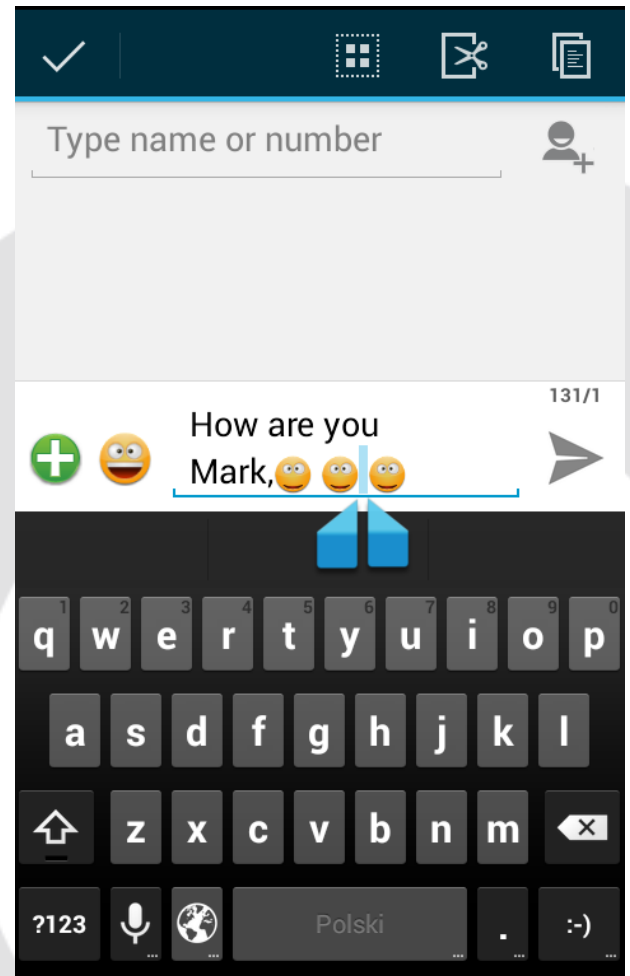 Type name or number
131/1
How are you
Mark,
1 2 3 4 5 6 7 8 9 0
q w e r t y u i o p
a s d f g h j k l
z x c v b n m
?123 Polski . :-)